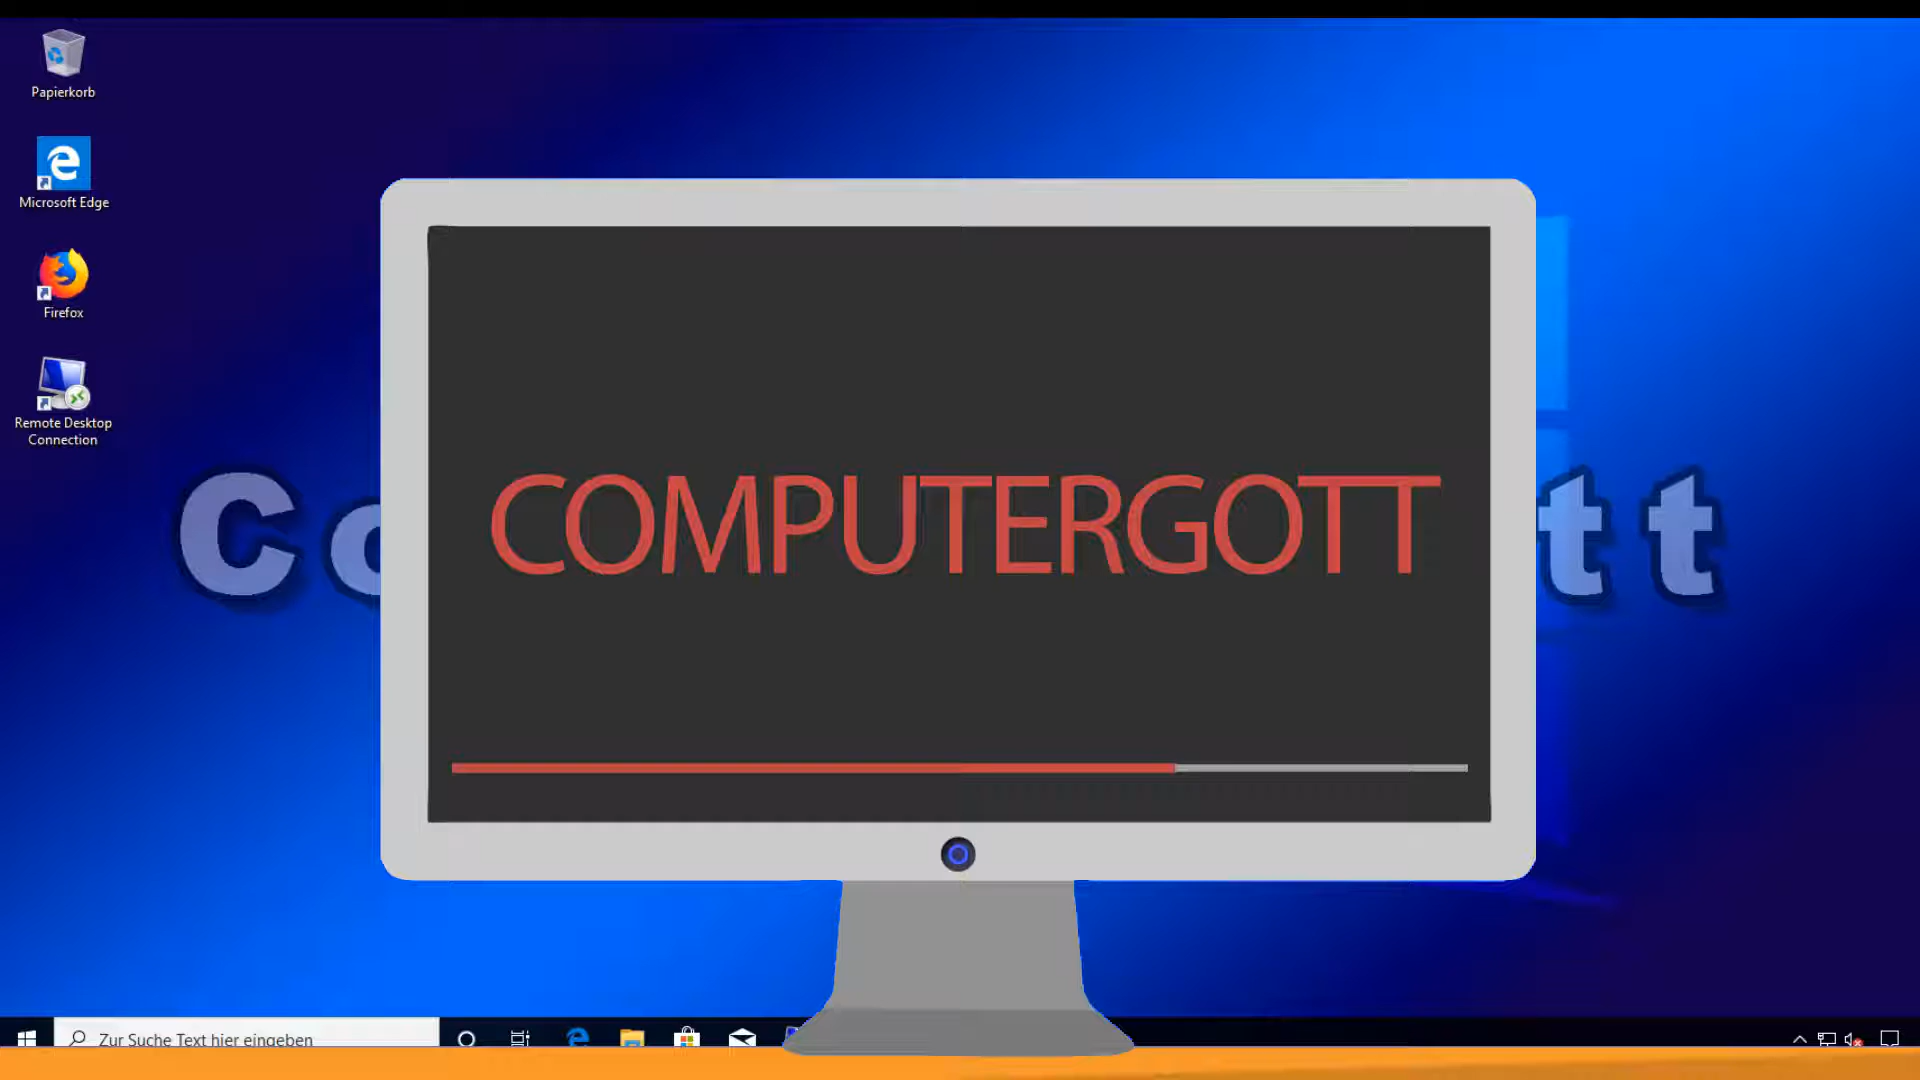 Papierkorb
Microsoft Edge
Firefox
Remote Desktop
Connection
COMPUTERGOTT
Zur Suche Text hier eingeben